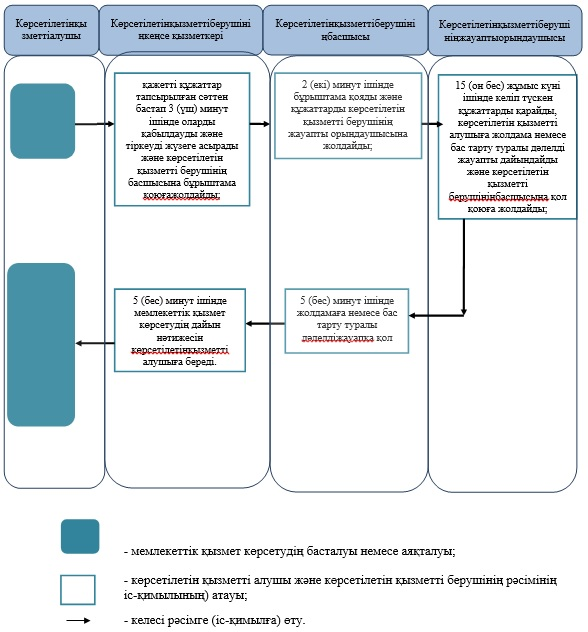 Көрсетілетінқы
зметтіалушы
Көрсетілетінқызметтіберушіні
ңкеңсе қызметкері
Көрсетілетінқызметтіберушіні
ңбасшысы
Көрсетілетінқызметтіберуші
ніңжауаптыорындаушысы
қажетті құжаттар
тапсырылған сәттен
бастап 3 (үш) минут
ішінде оларды
қабылдауды және
тіркеуді жүзеге асырады
және көрсетілетін
қызметті берушінің
басшысына бұрыштама
қоюғажолдайды;
2 (екі) минут ішінде
бұрыштама қояды және
құжаттарды көрсетілетін
қызметті берушінің
жауапты орындаушысына
жолдайды;
15 (он бес) жұмыс күні
ішінде келіп түскен
құжаттарды қарайды,
көрсетілетін қызметті
алушыға жолдама немесе
бас тарту туралы дәлелді
жауапты дайындайды
және көрсетілетін
қызметті
берушініңбасшысына қол
қоюға жолдайды;
5 (бес) минут ішінде
мемлекеттік қызмет
көрсетудің дайын
нәтижесін
көрсетілетінқызметті
алушыға береді.
5 (бес) минут ішінде
жолдамаға немесе бас
тарту туралы
дәлелдіжауапқа қол
- мемлекеттік қызмет көрсетудің басталуы немесе аяқталуы;
- көрсетілетін қызметті алушы және көрсетілетін қызметті берушінің рәсімінің
іс-қимылының) атауы;
- келесі рәсімге (іс-қимылға) өту.